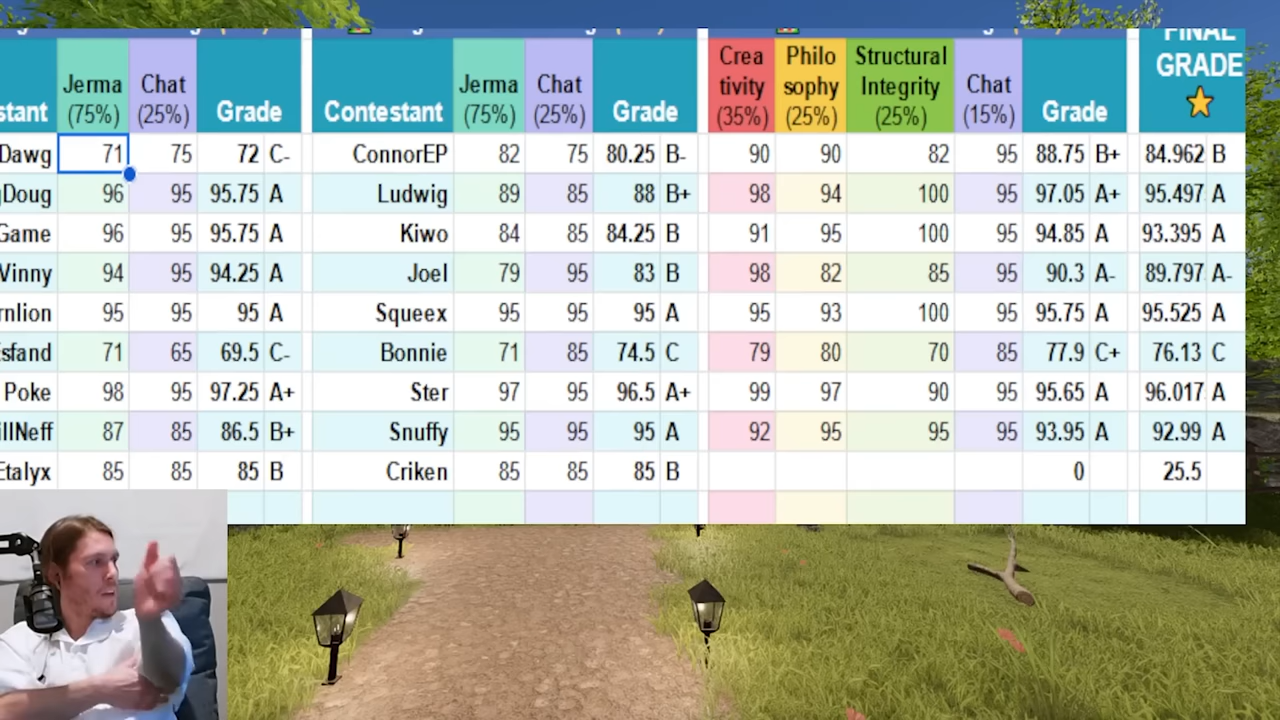 Jerma (75%) Chat (25%) Grade Contestant Jerma (75%) Chat (25%) Grade Crea tivity (35%) Philo sophy (25%) Structural Integrity (25%) Chat (15%) Grade FINAL GRADE
Dawg 71 75 72 C- ConnorEP 82 75 80.25 B- 90 90 82 95 88.75 B+ 84.962 B
Doug 96 95 95.75 A Ludwig 89 85 88 B+ 98 94 100 95 97.05 A+ 95.497 A
Game 96 95 95.75 A Kiwo 84 85 84.25 B 91 95 100 95 94.85 A 93.395 A
Vinny 94 95 94.25 A Joel 79 95 83 B 98 82 85 95 90.3 A- 89.797 A-
rnlion 95 95 95 A Squeex 95 95 95 A 95 93 100 95 95.75 A 95.525 A
sfand 71 65 69.5 C- Bonnie 71 85 74.5 C 79 80 70 85 77.9 C+ 76.13 C
Poke 98 95 97.25 A+ Ster 97 95 96.5 A+ 99 97 90 95 95.65 A 96.017 A
illNeff 87 85 86.5 B+ Snuffy 95 95 95 A 92 95 95 95 93.95 A 92.99 A
Etalyx 85 85 85 B Criken 85 85 85 B 0 25.5